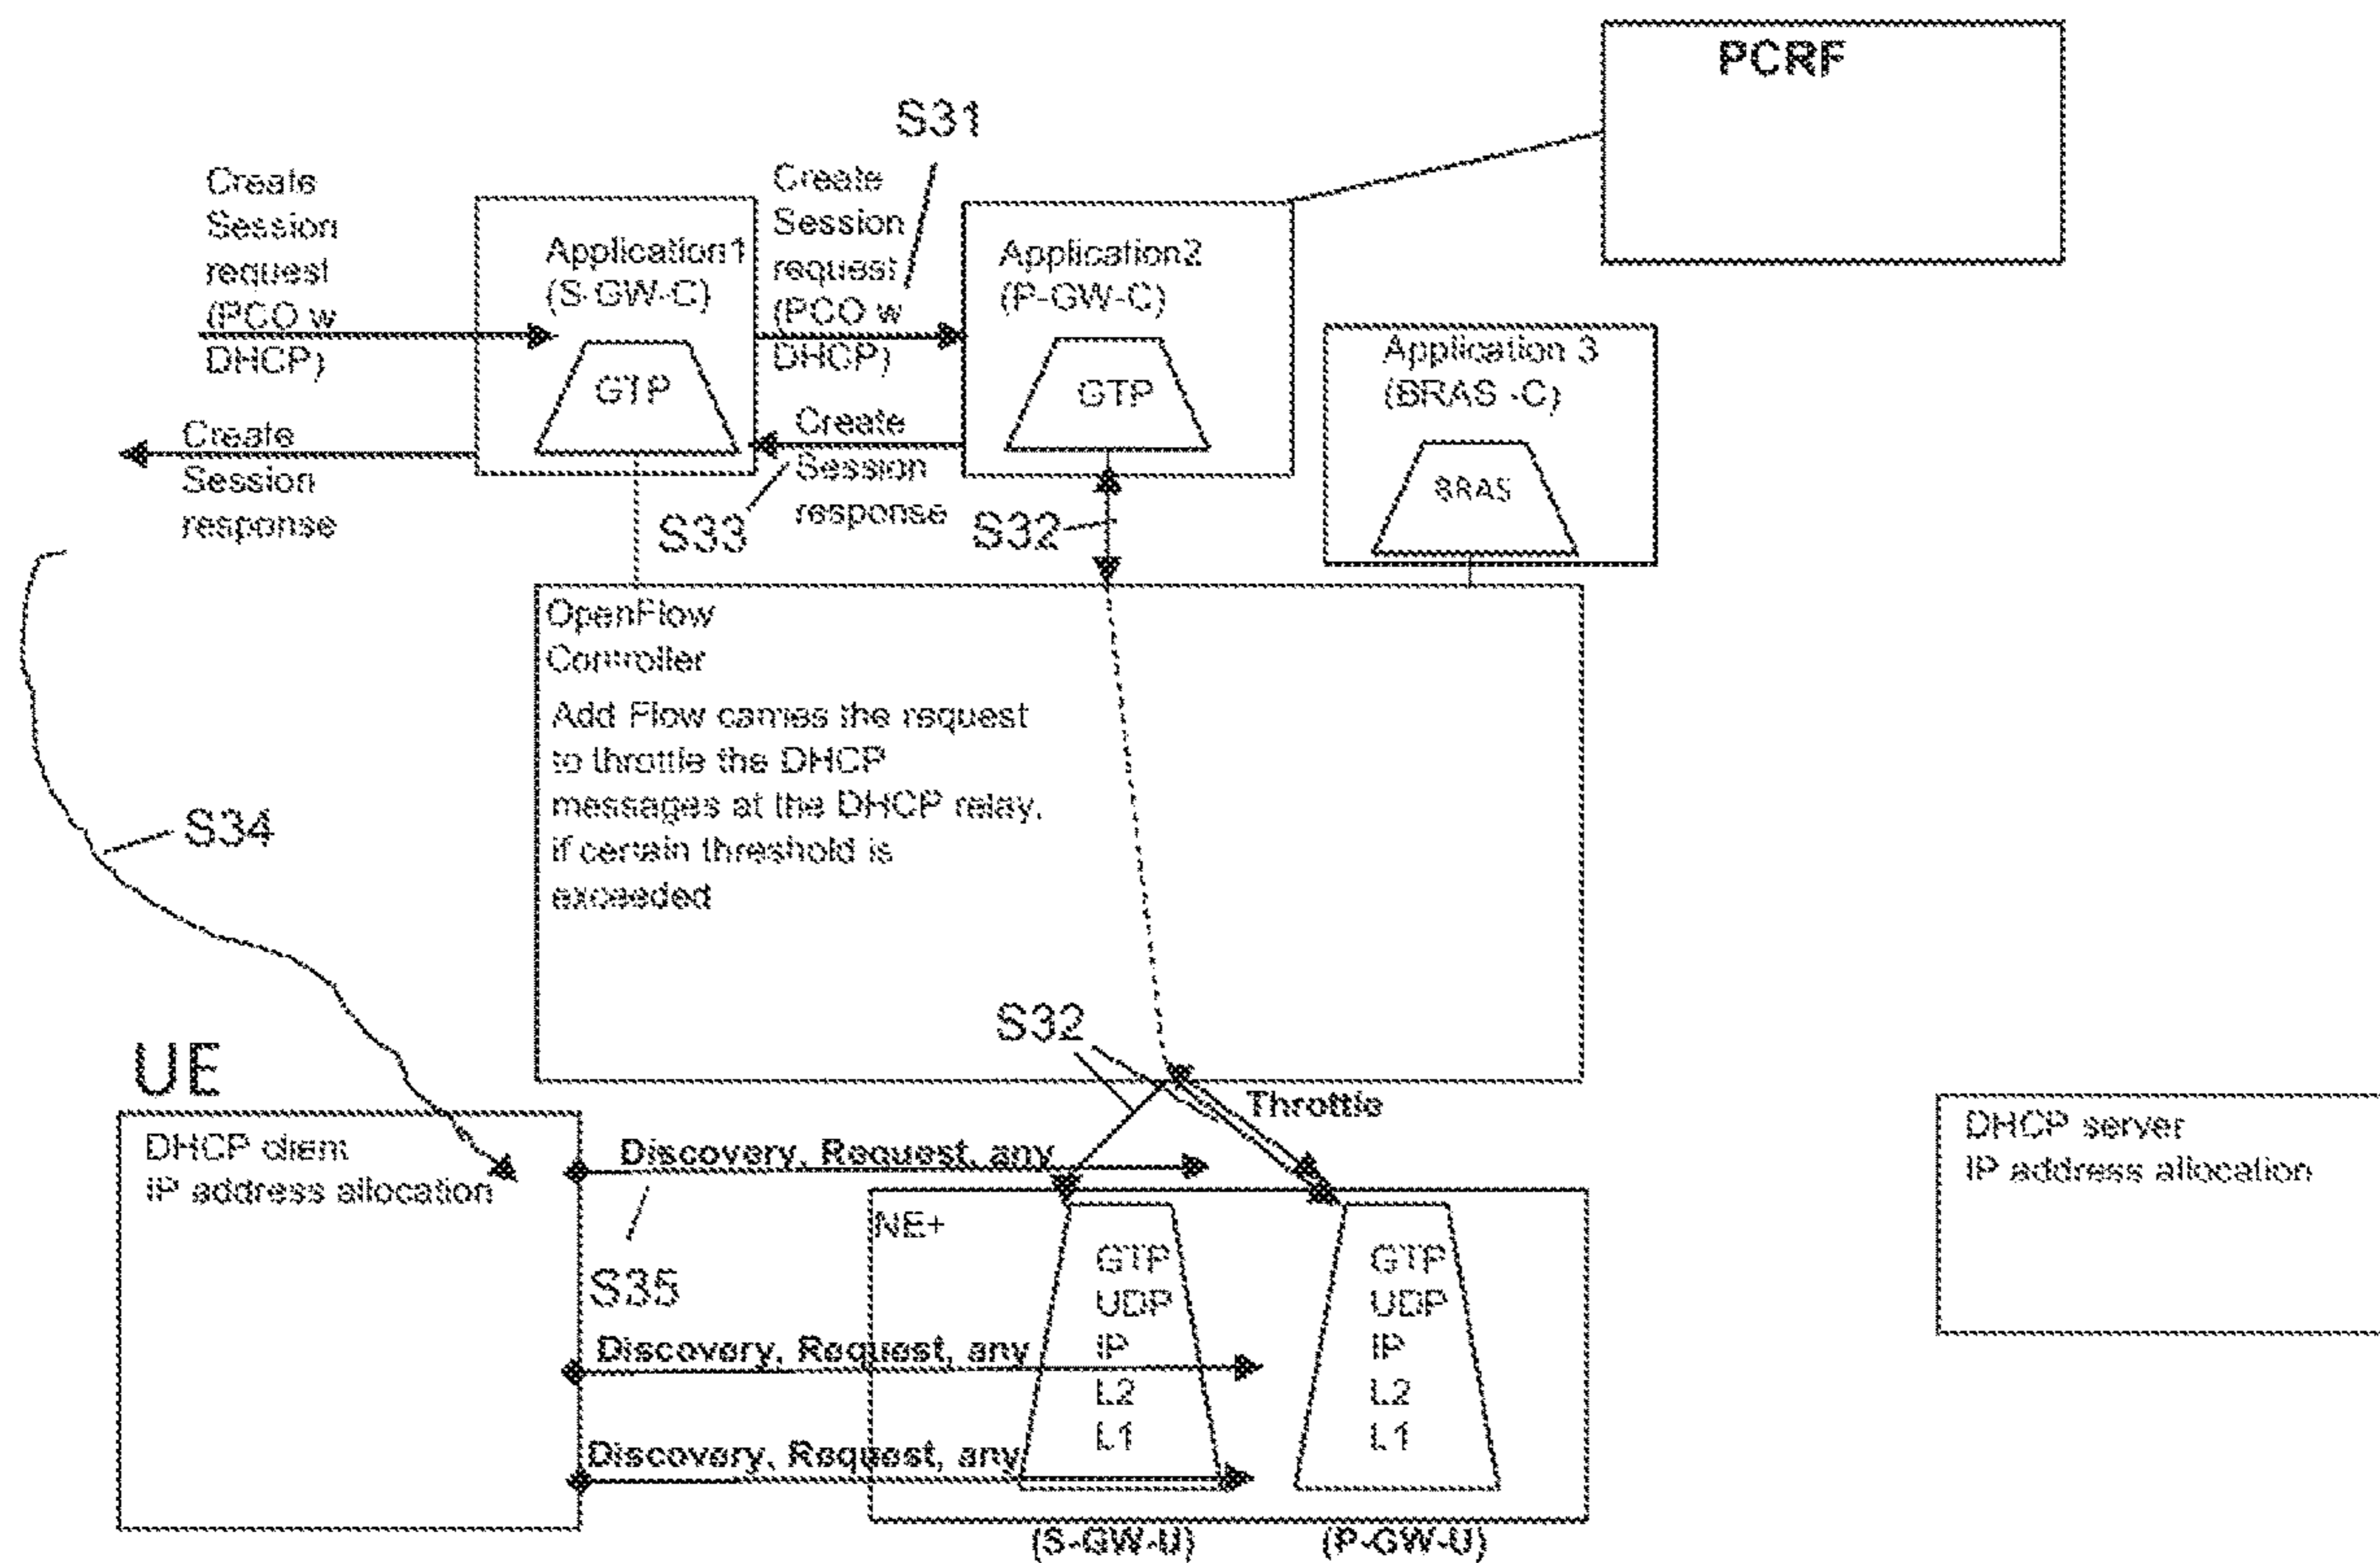 PCRF
S31
Create
Session
request
(PCO w
DHCP)
Application1
(S-GW-C)
GTP
Create
Session
request
(PCO w
DHCP)
Application2
(P-GW-C)
GTP
Application 3
(BRAS -C)
BRAS
Create
Session
response
Create
Session
response
S33
S32
OpenFlow
Controller
Add Flow carries the request
to throttle the DHCP
messages at the DHCP relay,
if certain threshold is
exceeded
S34
S32
UE
Throttle
DHCP client
IP address allocation
Discovery, Request, any
DHCP server
IP address allocation
NE+
S35
GTP
UDP
IP
L2
L1
GTP
UDP
IP
L2
L1
Discovery, Request, any
Discovery, Request, any
(S-GW-U)
(P-GW-U)